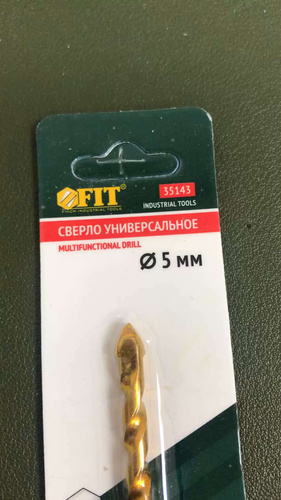 FIT®
FINCH INDUSTRIAL TOOLS
35143
INDUSTRIAL TOOLS
СВЕРЛО УНИВЕРСАЛЬНОЕ
MULTIFUNCTIONAL DRILL
Ø 5 мм